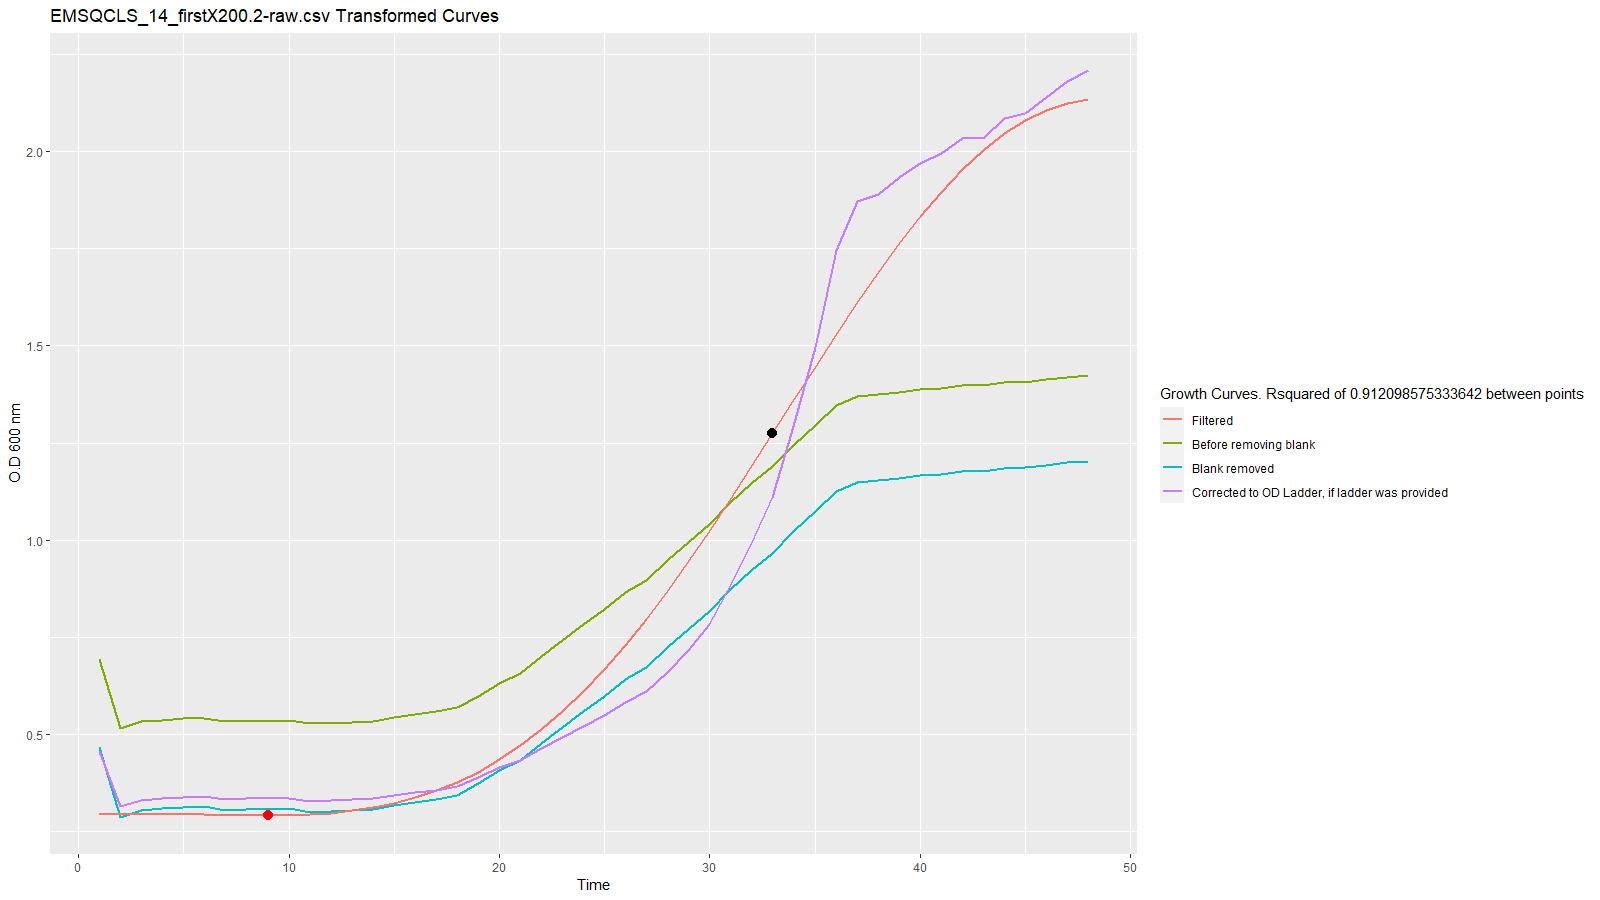 EMSQCLS_14_firstX200.2-raw.csv Transformed Curves
O.D 600 nm
2.0
1.5
1.0
0.5
0
10
20
30
40
50
Time
Growth Curves. Rsquared of 0.912098575333642 between points
Filtered
Before removing blank
Blank removed
Corrected to OD Ladder, if ladder was provided